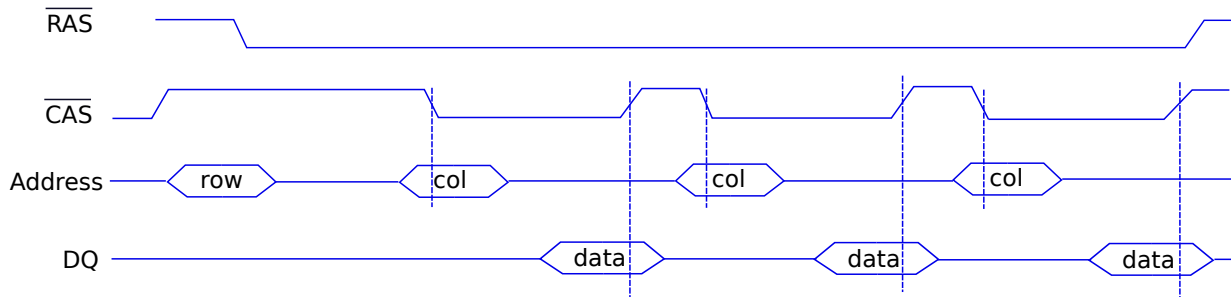 RAS
CAS
Address row col col col
DQ data data data